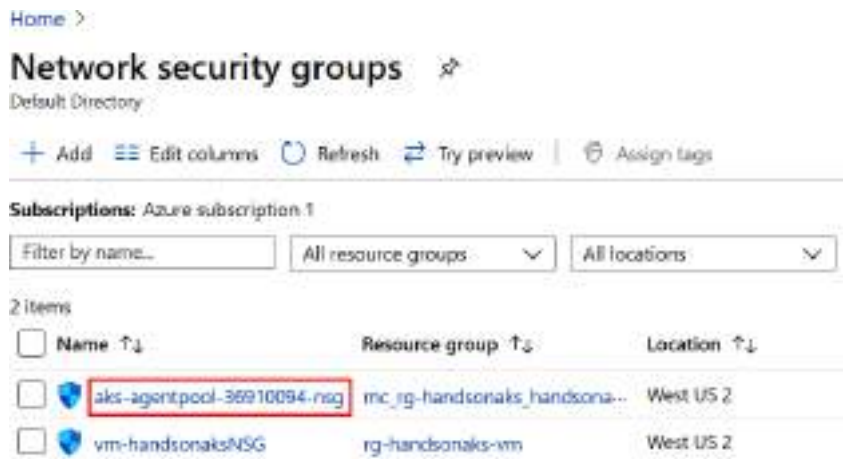 Home >
Network security groups
Default Directory
+ Add Edit columns Refresh Try preview | Assign tags
Subscriptions: Azure subscription 1
Filter by name... All resource groups All locations
2 items
Name ↑↓ Resource group ↑↓ Location ↑↓
aks-agentpool-36910094-nsg mc_rg-handsonaks_handsona... West US 2
vm-handsonaksNSG rg-handsonaks-vm West US 2